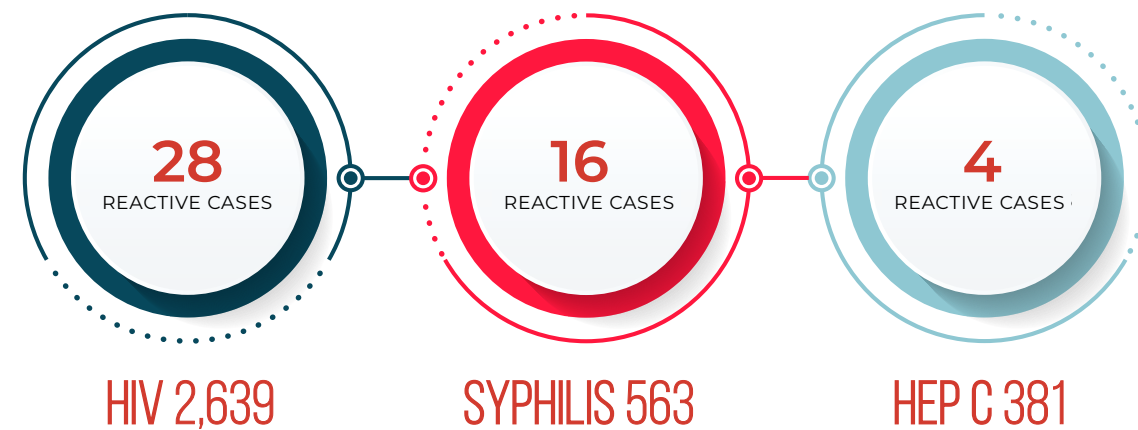 28
REACTIVE CASES
HIV 2,639
16
REACTIVE CASES
SYPHILIS 563
4
REACTIVE CASES
HEP C 381